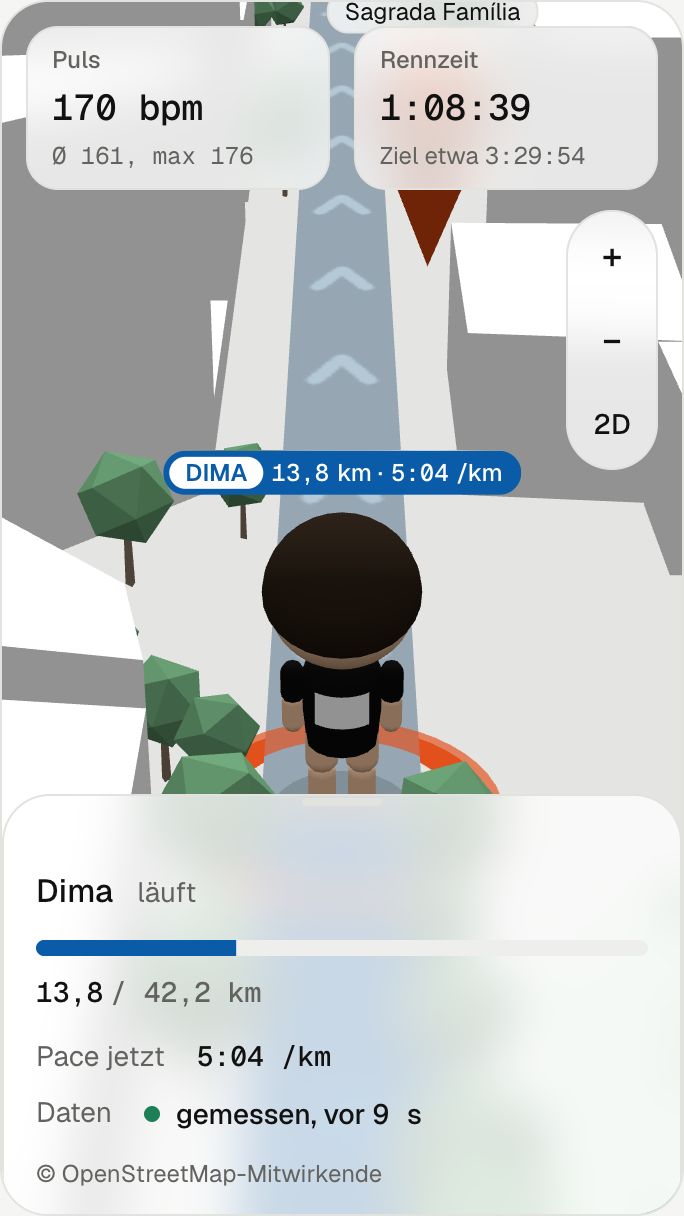 Sagrada Família
Puls
170 bpm
Ø 161, max 176
Rennzeit
1:08:39
Ziel etwa 3:29:54
+
−
2D
DIMA 13,8 km · 5:04 /km
Dima läuft
13,8 / 42,2 km
Pace jetzt 5:04 /km
Daten gemessen, vor 9 s
© OpenStreetMap-Mitwirkende